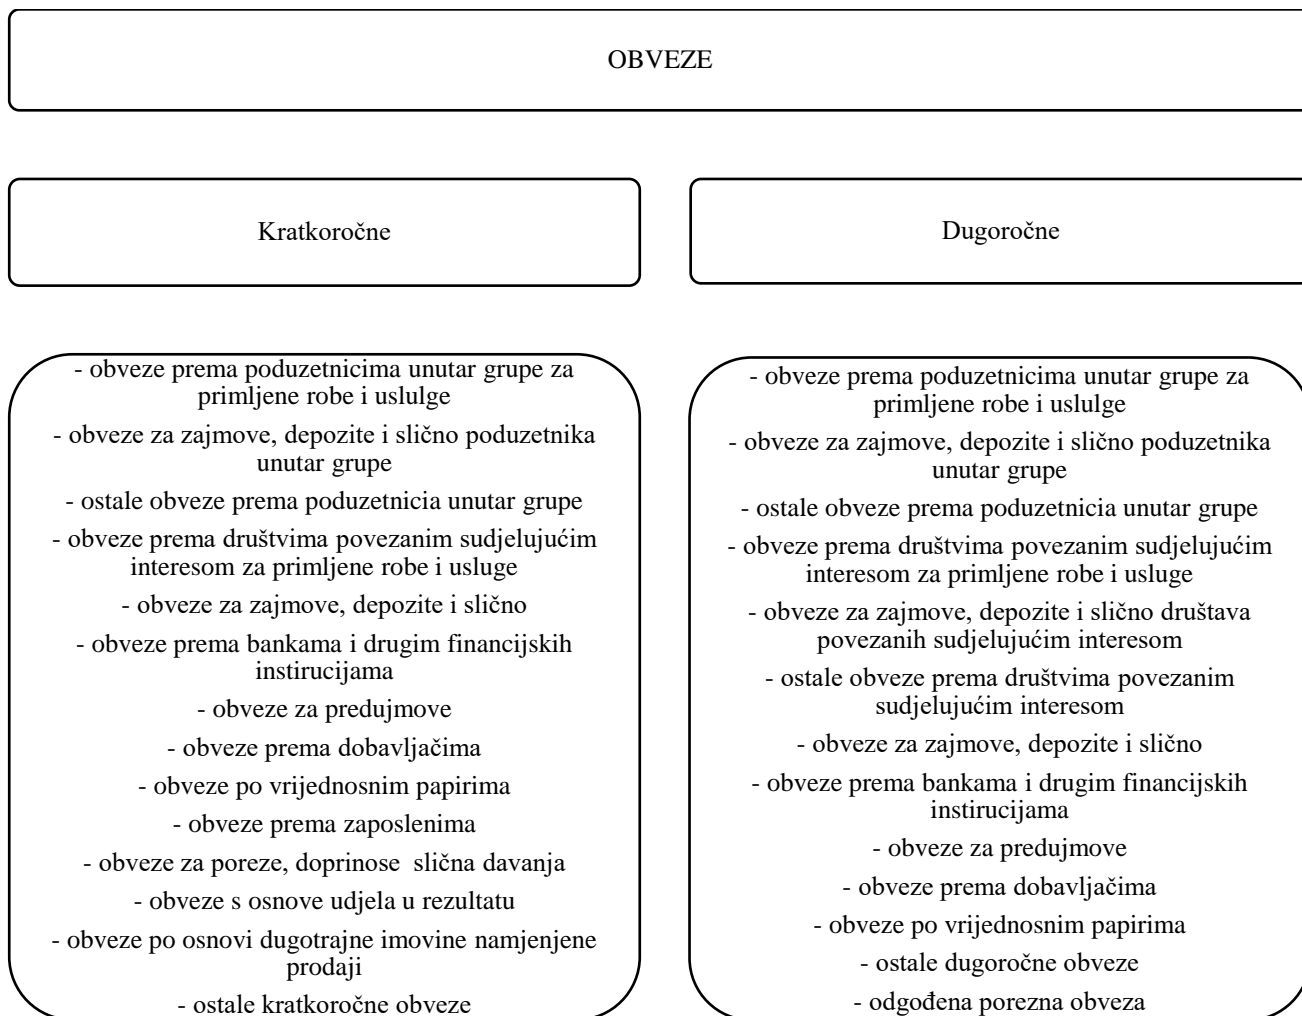 OBVEZE
Kratkoročne
- obveze prema poduzetnicima unutar grupe za
primljene robe i uslulge
- obveze za zajmove, depozite i slično poduzetnika
unutar grupe
- ostale obveze prema poduzetnicia unutar grupe
- obveze prema društvima povezanim sudjelujućim
interesom za primljene robe i usluge
- obveze za zajmove, depozite i slično
- obveze prema bankama i drugim financijskih
instirucijama
- obveze za predujmove
- obveze prema dobavljačima
- obveze po vrijednosnim papirima
- obveze prema zaposlenima
- obveze za poreze, doprinose  slična davanja
- obveze s osnove udjela u rezultatu
- obveze po osnovi dugotrajne imovine namjenjene
prodaji
- ostale kratkoročne obveze
Dugoročne
- obveze prema poduzetnicima unutar grupe za
primljene robe i uslulge
- obveze za zajmove, depozite i slično poduzetnika
unutar grupe
- ostale obveze prema poduzetnicia unutar grupe
- obveze prema društvima povezanim sudjelujućim
interesom za primljene robe i usluge
- obveze za zajmove, depozite i slično društava
povezanih sudjelujućim interesom
- ostale obveze prema društvima povezanim
sudjelujućim interesom
- obveze za zajmove, depozite i slično
- obveze prema bankama i drugim financijskih
instirucijama
- obveze za predujmove
- obveze prema dobavljačima
- obveze po vrijednosnim papirima
- ostale dugoročne obveze
- odgođena porezna obveza